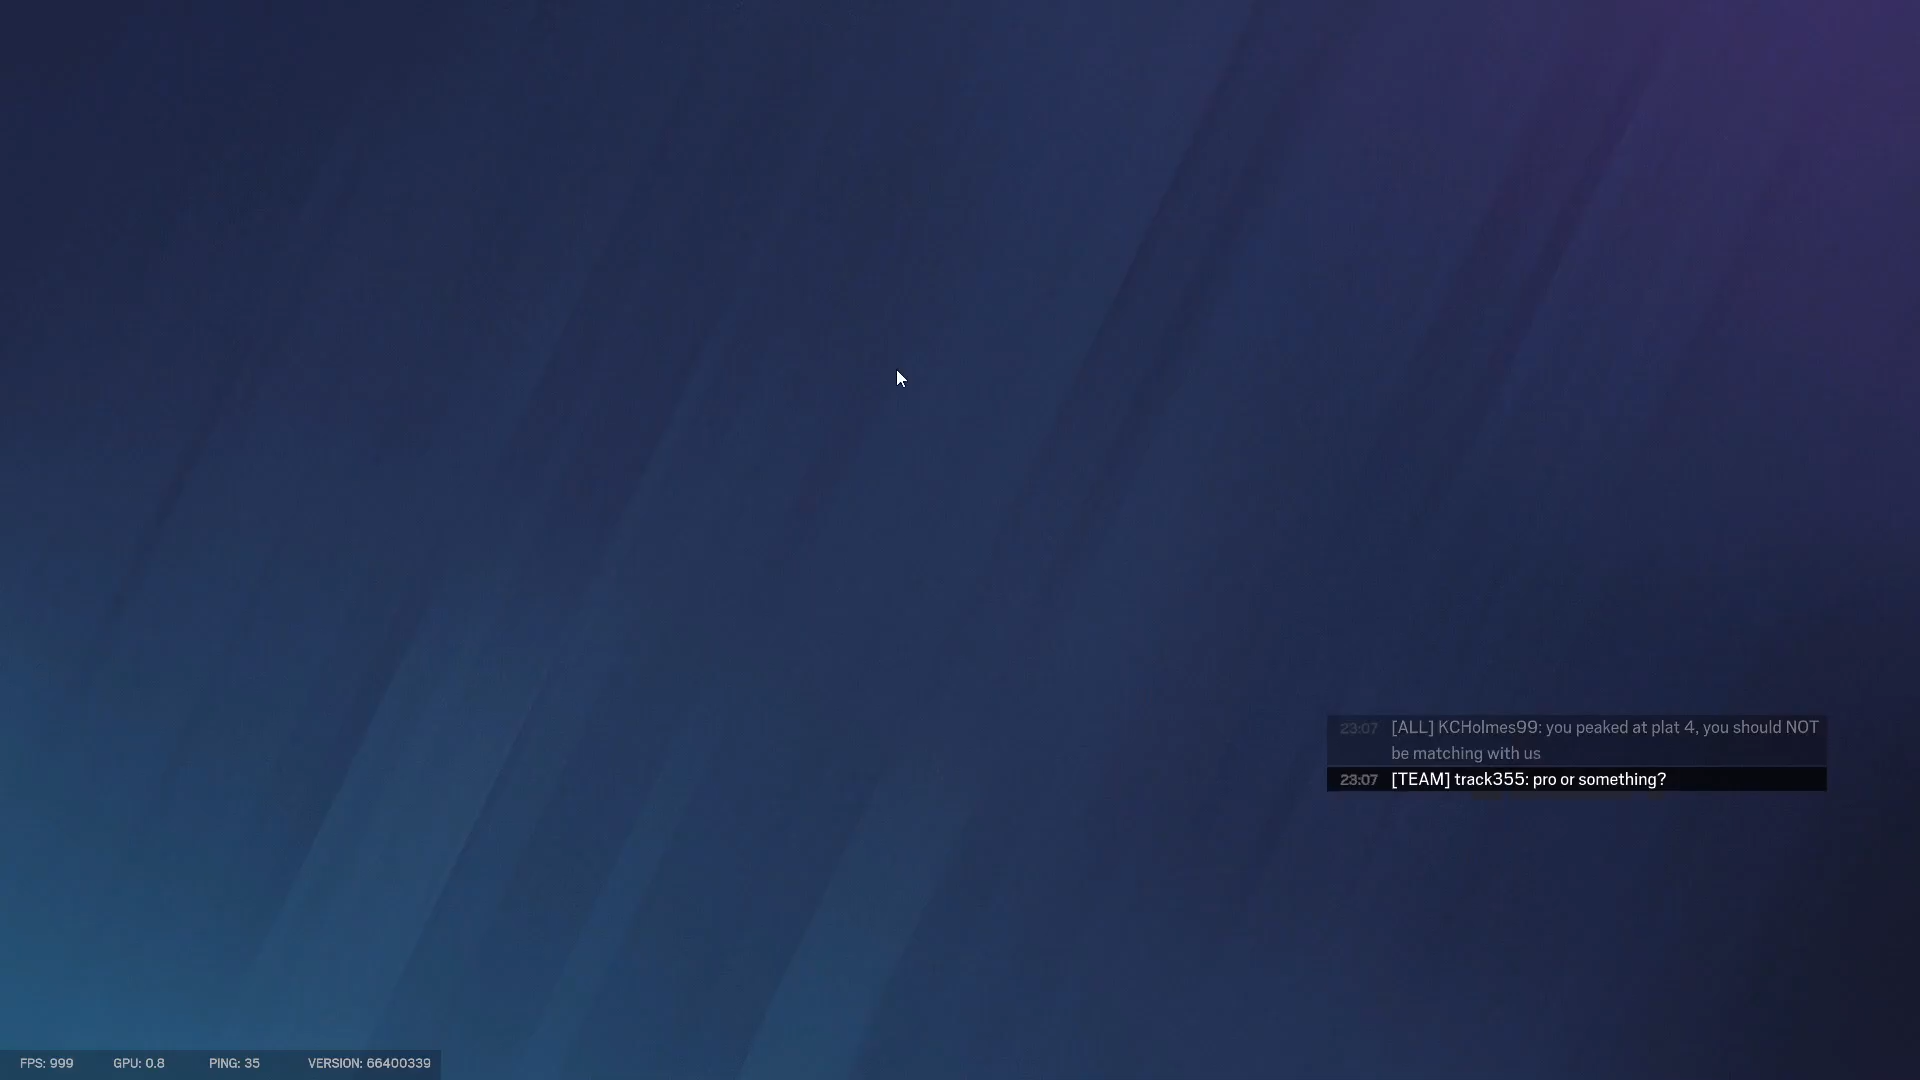 23:07 [ALL] KCHolmes99: you peaked at plat 4, you should NOT
be matching with us
23:07 [TEAM] track355: pro or something?
FPS: 999 GPU: 0.8 PING: 35 VERSION: 66400339